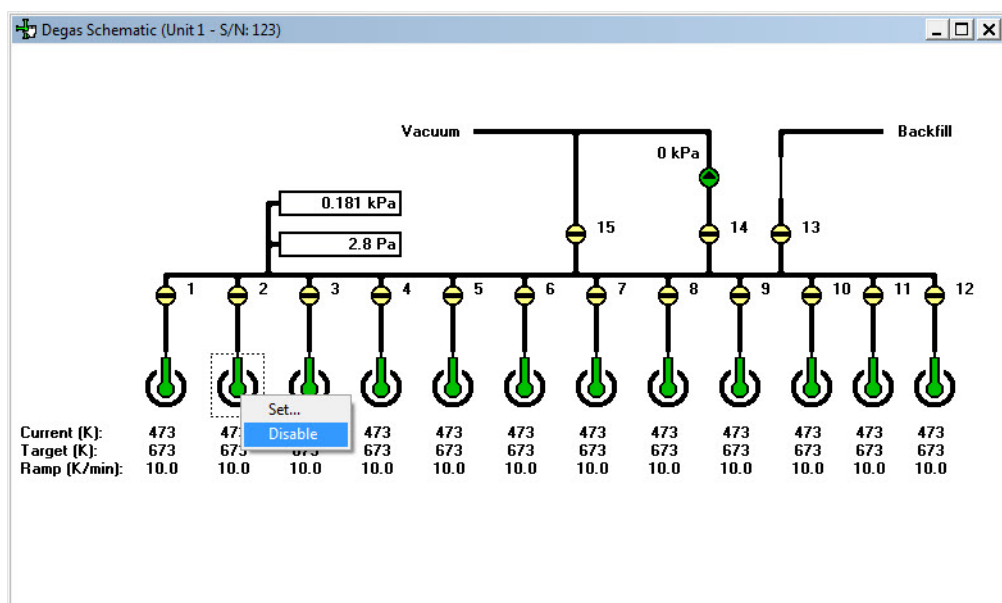 Degas Schematic (Unit 1 - S/N: 123)
Vacuum
Backfill
0 kPa
0.181 kPa
2.8 Pa
15 14 13
1 2 3 4 5 6 7 8 9 10 11 12
Set...
Disable
Current (K): 473 47 473 473 473 473 473 473 473 473 473
Target (K): 673 673 673 673 673 673 673 673 673 673 673
Ramp (K/min): 10.0 10.0 10.0 10.0 10.0 10.0 10.0 10.0 10.0 10.0 10.0 10.0